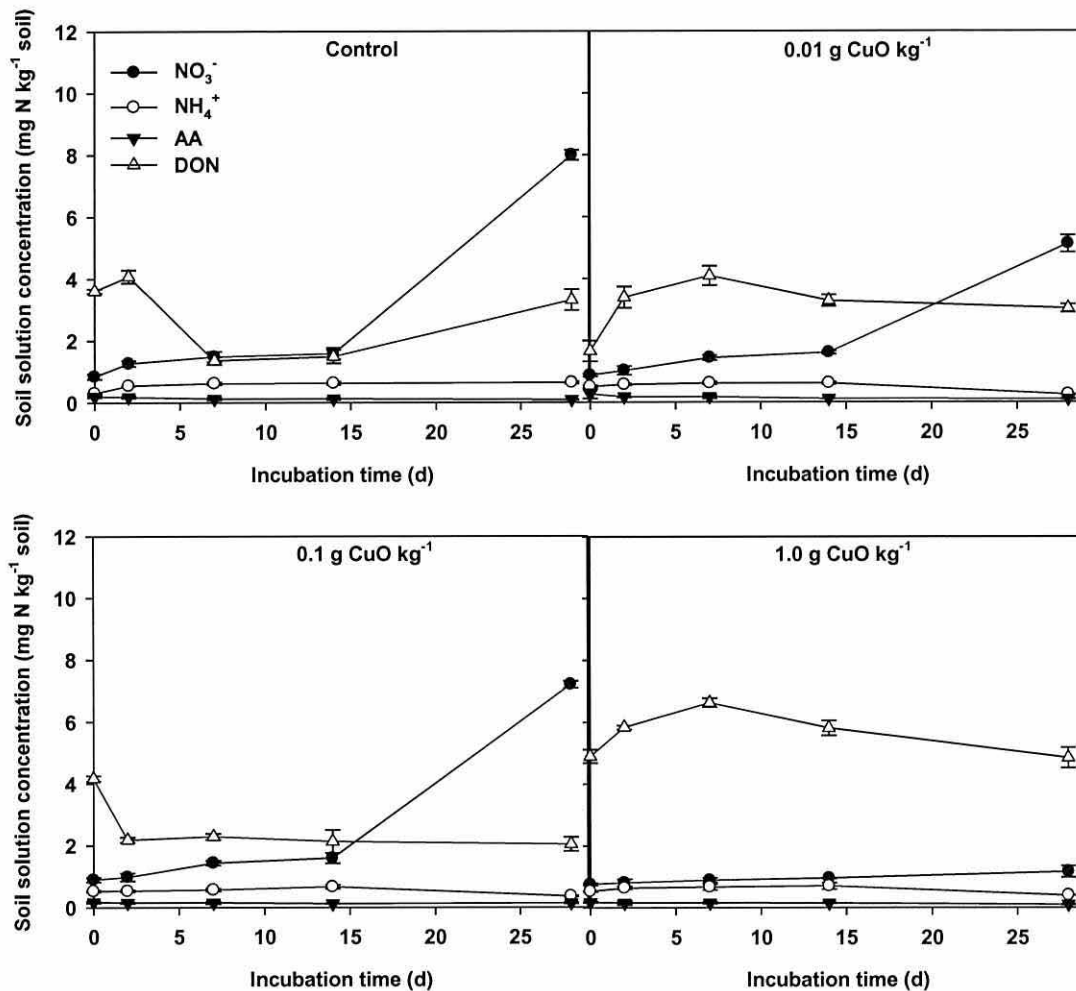 Soil solution concentration (mg N kg⁻¹ soil)
12
10
8
6
4
2
0
Control
NO₃⁻
NH₄⁺
AA
DON
0 5 10 15 20 25
Incubation time (d)
0.01 g CuO kg⁻¹
0 5 10 15 20 25
Incubation time (d)
Soil solution concentration (mg N kg⁻¹ soil)
12
10
8
6
4
2
0
0.1 g CuO kg⁻¹
0 5 10 15 20 25
Incubation time (d)
1.0 g CuO kg⁻¹
0 5 10 15 20 25
Incubation time (d)